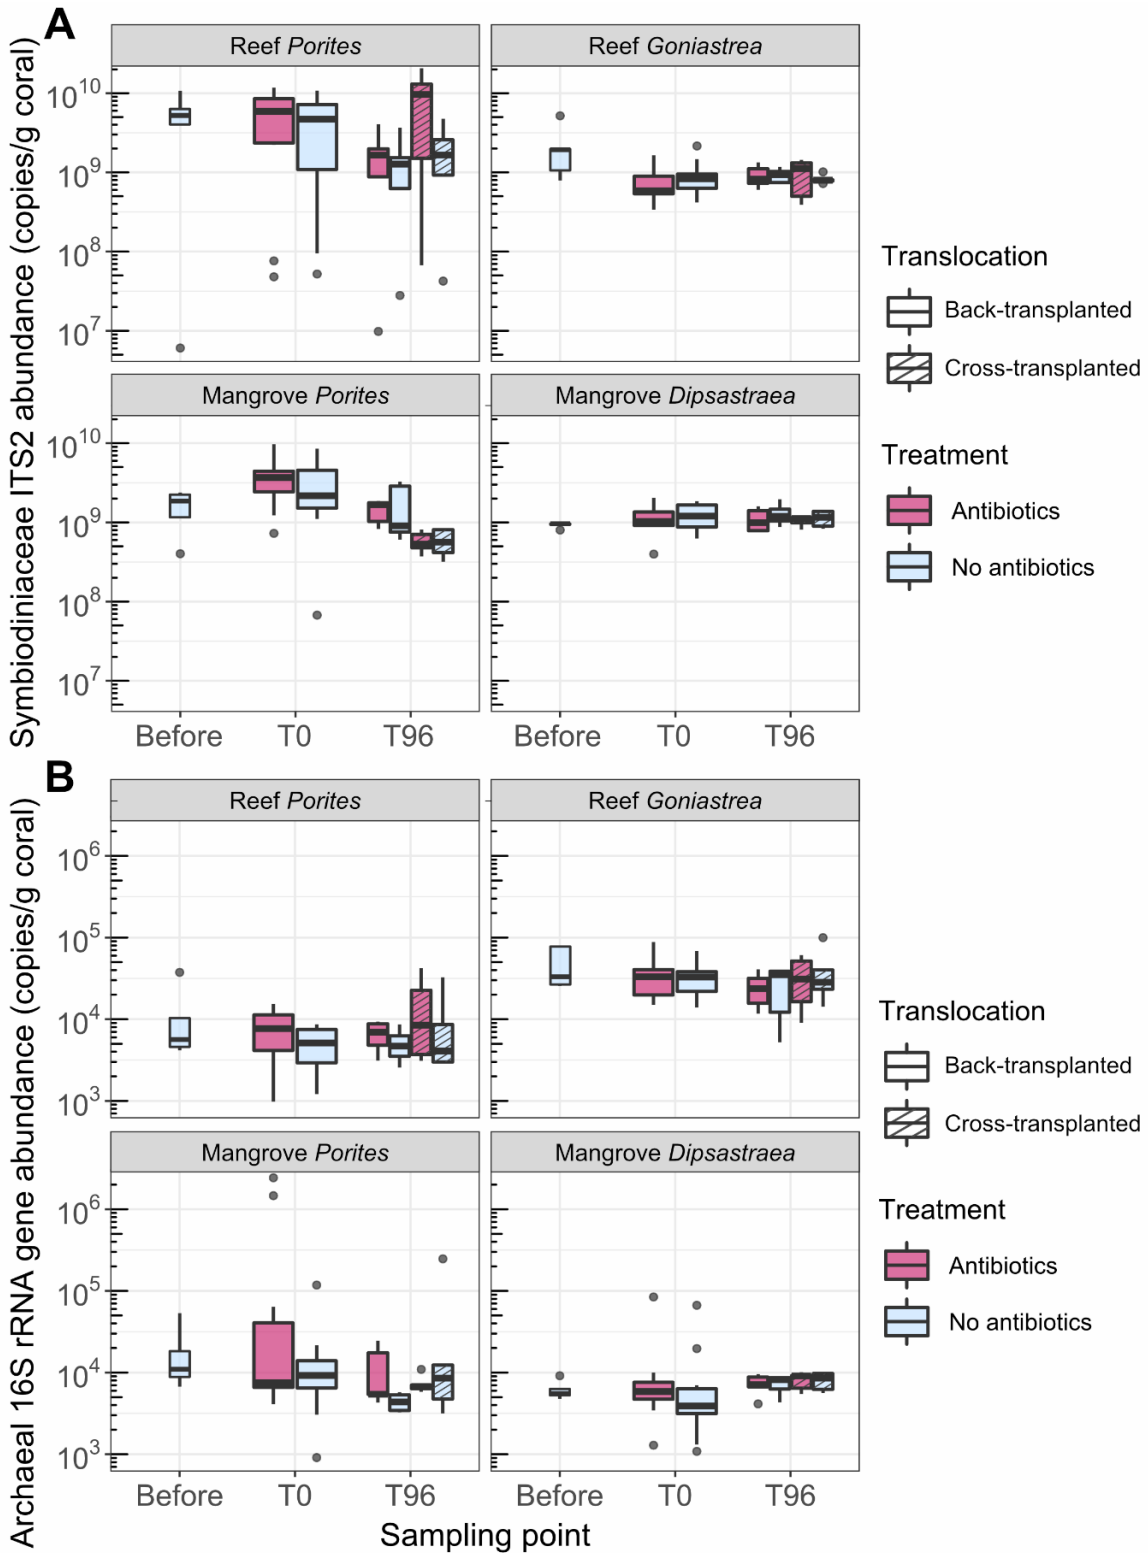 A
Symbiodiniaceae ITS2 abundance (copies/g coral)
Reef Porites
Reef Goniastrea
10^10
10^9
10^8
10^7
Mangrove Porites
Mangrove Dipsastraea
10^10
10^9
10^8
10^7
Before T0 T96
Before T0 T96
Translocation
Back-transplanted
Cross-transplanted
Treatment
Antibiotics
No antibiotics
B
Archaeal 16S rRNA gene abundance (copies/g coral)
Reef Porites
Reef Goniastrea
10^6
10^5
10^4
10^3
Mangrove Porites
Mangrove Dipsastraea
10^6
10^5
10^4
10^3
Before T0 T96
Before T0 T96
Sampling point
Translocation
Back-transplanted
Cross-transplanted
Treatment
Antibiotics
No antibiotics